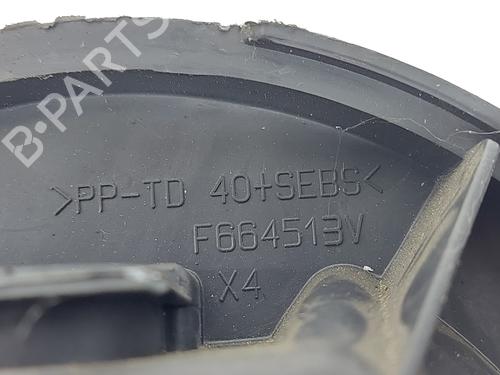 B-PARTS
>PP-TD 40+SEBS<
F664513V
X4